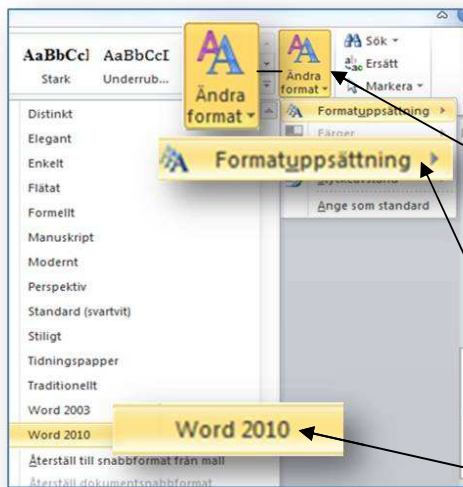 AaBbCcl AaBbCcI
Stark Underrub...
Ändra
format
Ändra
format
Sök
Ersätt
Markera
Formatuppsättning
Färger
Formatuppsättning
Styckeavstånd
Ange som standard
Distinkt
Elegant
Enkelt
Flätat
Formellt
Manuskript
Modernt
Perspektiv
Standard (svartvit)
Stiligt
Tidningspapper
Traditionellt
Word 2003
Word 2010
Word 2010
Återställ till snabbformat från mall
Återställ dokumentsnabbformat